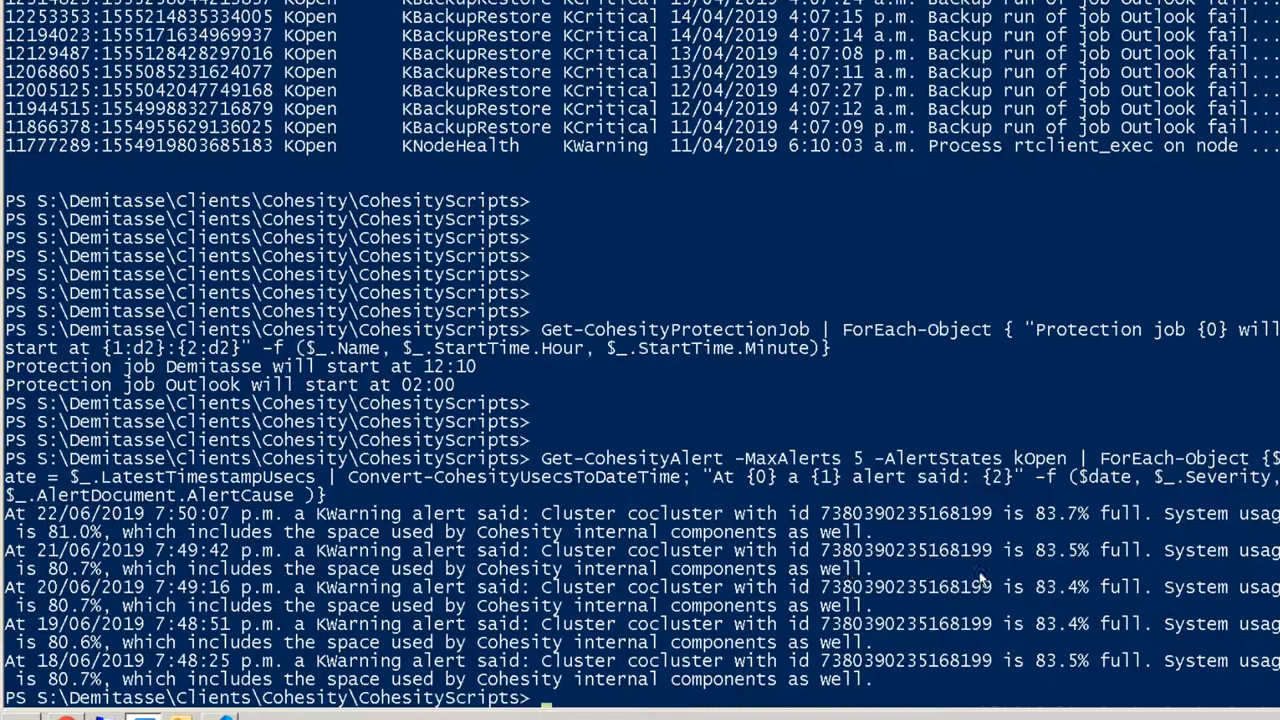 12253353:1555214835334005 KOpen KBackupRestore KCritical 14/04/2019 4:07:15 p.m. Backup run of job Outlook fail...
12194023:1555171634969937 KOpen KBackupRestore KCritical 14/04/2019 4:07:14 a.m. Backup run of job Outlook fail...
12129487:1555128428297016 KOpen KBackupRestore KCritical 13/04/2019 4:07:08 p.m. Backup run of job Outlook fail...
12068605:1555085231624077 KOpen KBackupRestore KCritical 13/04/2019 4:07:11 a.m. Backup run of job Outlook fail...
12005125:1555042047749168 KOpen KBackupRestore KCritical 12/04/2019 4:07:27 p.m. Backup run of job Outlook fail...
11944515:1554998832716879 KOpen KBackupRestore KCritical 12/04/2019 4:07:12 a.m. Backup run of job Outlook fail...
11866378:1554955629136025 KOpen KBackupRestore KCritical 11/04/2019 4:07:09 p.m. Backup run of job Outlook fail...
11777289:1554919803685183 KOpen KNodeHealth KWarning 11/04/2019 6:10:03 a.m. Process rtclient_exec on node ...
PS S:\Demitasse\Clients\Cohesity\CohesityScripts>
PS S:\Demitasse\Clients\Cohesity\CohesityScripts>
PS S:\Demitasse\Clients\Cohesity\CohesityScripts>
PS S:\Demitasse\Clients\Cohesity\CohesityScripts>
PS S:\Demitasse\Clients\Cohesity\CohesityScripts>
PS S:\Demitasse\Clients\Cohesity\CohesityScripts>
PS S:\Demitasse\Clients\Cohesity\CohesityScripts>
PS S:\Demitasse\Clients\Cohesity\CohesityScripts> Get-CohesityProtectionJob | ForEach-Object { "Protection job {0} will
start at {1:d2}:{2:d2}" -f ($_.Name, $_.StartTime.Hour, $_.StartTime.Minute)}
Protection job Demitasse will start at 12:10
Protection job Outlook will start at 02:00
PS S:\Demitasse\Clients\Cohesity\CohesityScripts>
PS S:\Demitasse\Clients\Cohesity\CohesityScripts>
PS S:\Demitasse\Clients\Cohesity\CohesityScripts>
PS S:\Demitasse\Clients\Cohesity\CohesityScripts> Get-CohesityAlert -MaxAlerts 5 -AlertStates kOpen | ForEach-Object {$
ate = $_.LatestTimestampUsecs | Convert-CohesityUsecsToDateTime; "At {0} a {1} alert said: {2}" -f ($date, $_.Severity,
$_.AlertDocument.AlertCause )}
At 22/06/2019 7:50:07 p.m. a KWarning alert said: Cluster cocluster with id 7380390235168199 is 83.7% full. System usag
is 81.0%, which includes the space used by Cohesity internal components as well.
At 21/06/2019 7:49:42 p.m. a KWarning alert said: Cluster cocluster with id 7380390235168199 is 83.5% full. System usag
is 80.7%, which includes the space used by Cohesity internal components as well.
At 20/06/2019 7:49:16 p.m. a KWarning alert said: Cluster cocluster with id 7380390235168199 is 83.4% full. System usag
is 80.7%, which includes the space used by Cohesity internal components as well.
At 19/06/2019 7:48:51 p.m. a KWarning alert said: Cluster cocluster with id 7380390235168199 is 83.4% full. System usag
is 80.6%, which includes the space used by Cohesity internal components as well.
At 18/06/2019 7:48:25 p.m. a KWarning alert said: Cluster cocluster with id 7380390235168199 is 83.5% full. System usag
is 80.7%, which includes the space used by Cohesity internal components as well.
PS S:\Demitasse\Clients\Cohesity\CohesityScripts>